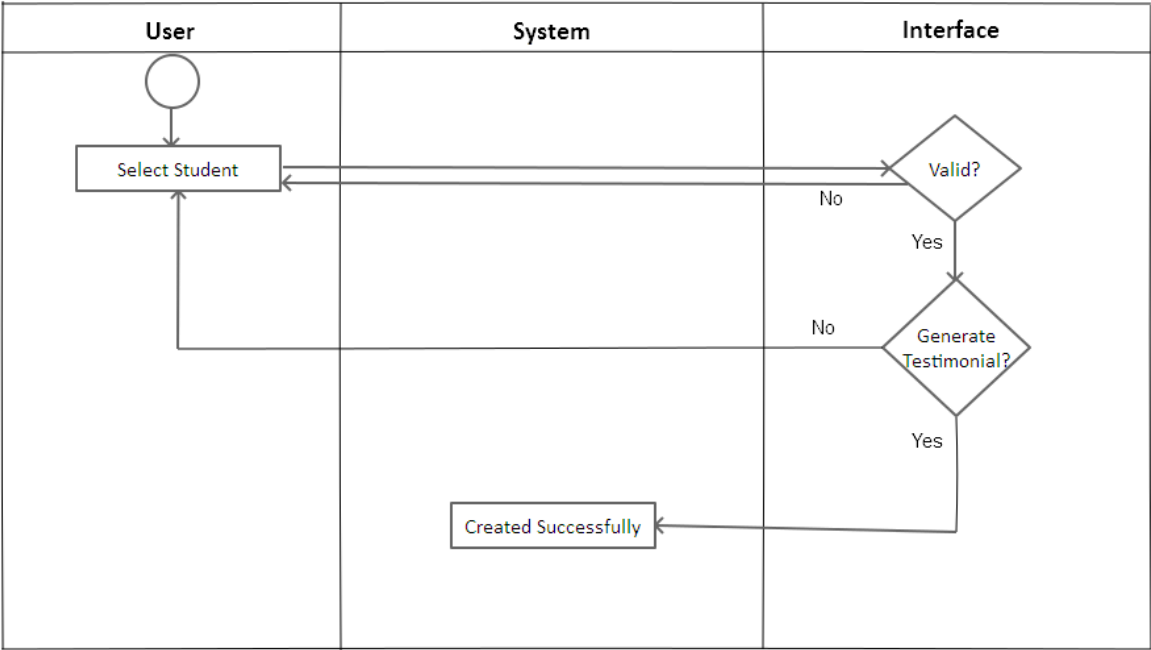 User
System
Interface
Select Student
Valid?
No
Yes
No
Generate
Testimonial?
Yes
Created Successfully